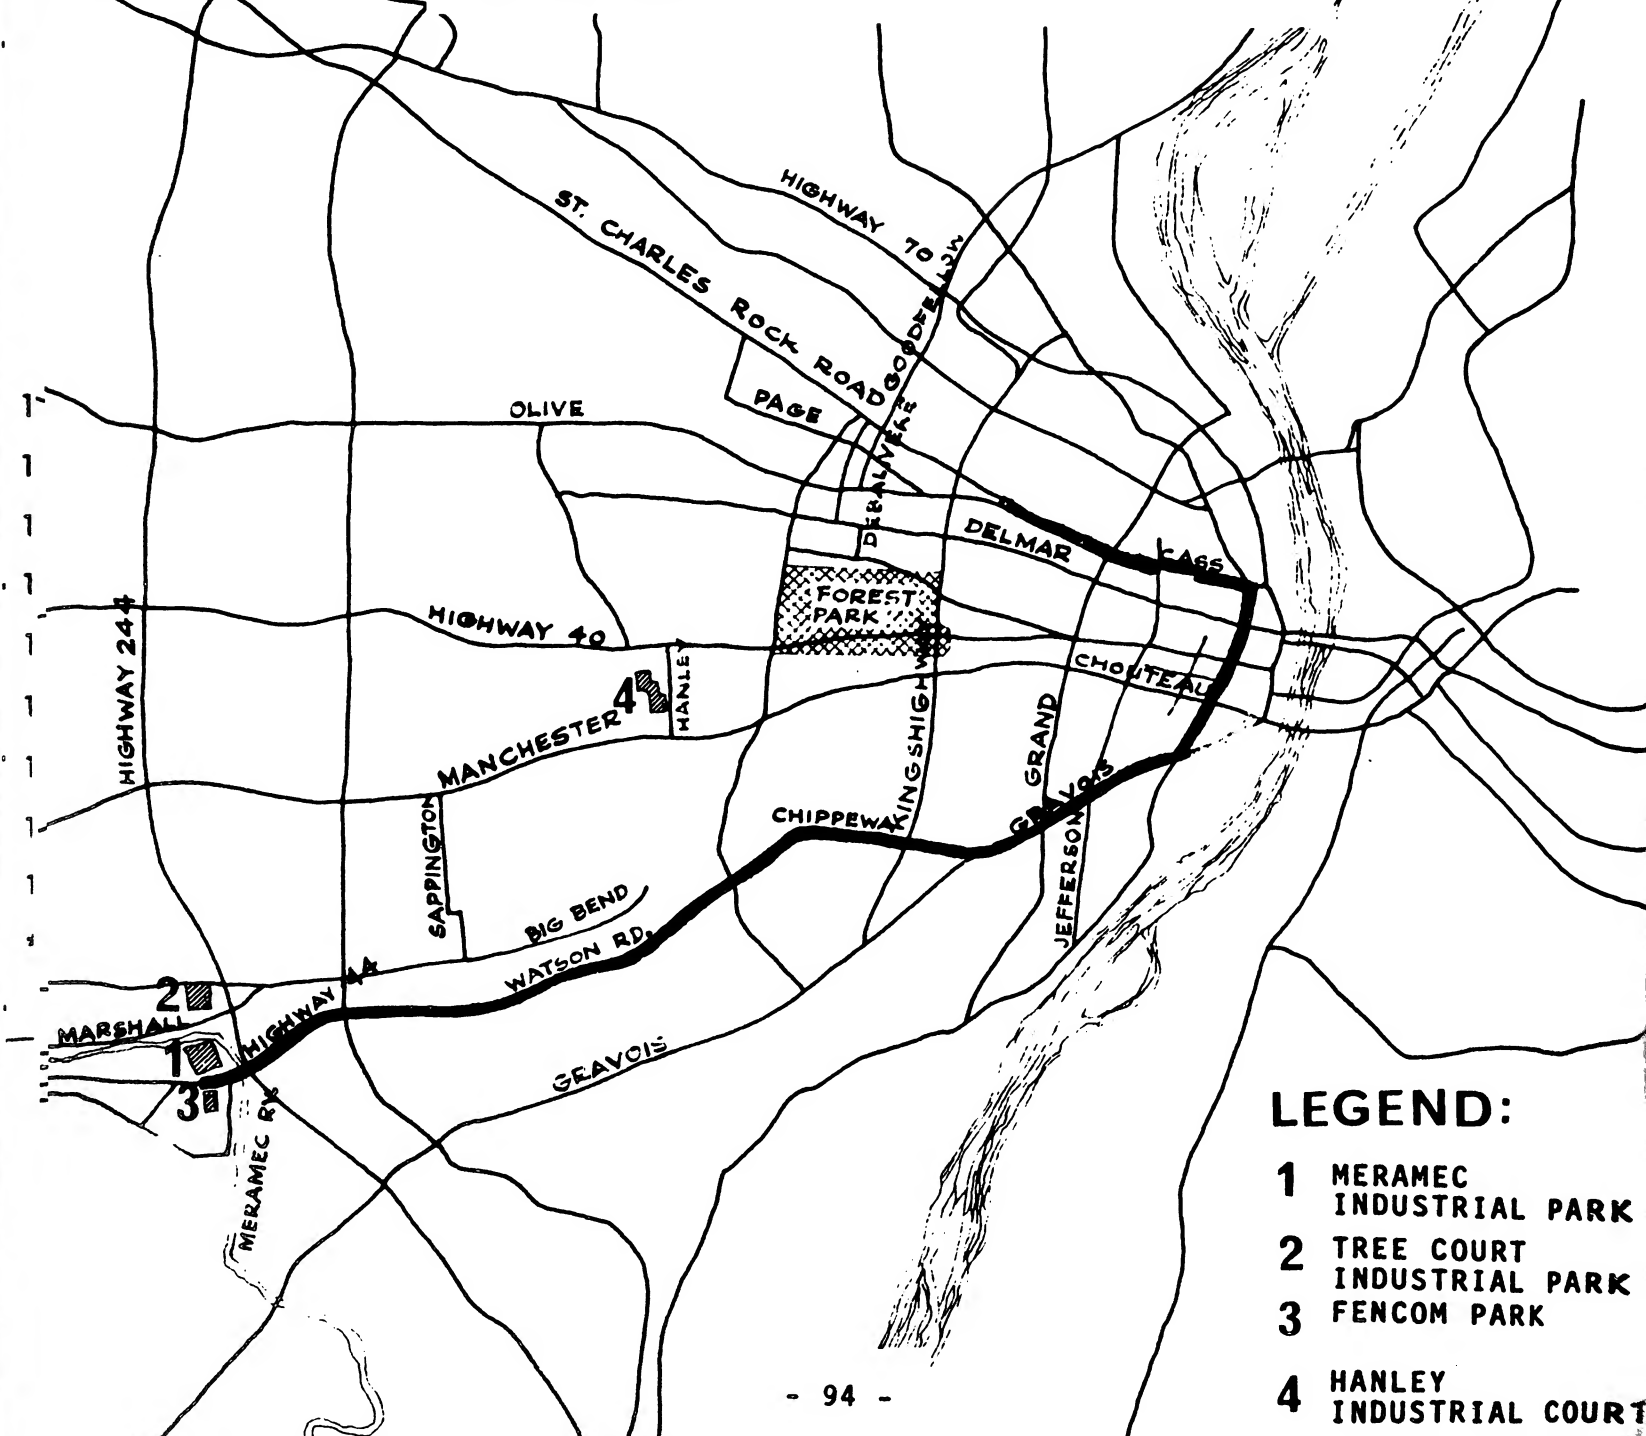 HIGHWAY 70
ST. CHARLES ROCK ROAD
GOODFELLOW
PAGE
OLIVE
DEBALIVERE
DELMAR
CASS
FOREST
PARK
HIGHWAY 244
HIGHWAY 40
HANLEY
4
CHOUTEAU
KINGSHIGHWAY
GRAND
MANCHESTER
GRAVOIS
CHIPPEWA
SAPPINGTON
JEFFERSON
BIG BEND
WATSON RD.
HIGHWAY 44
2
MARSHALL
1
3
GRAVOIS
MERAMEC RV.
LEGEND:
1 MERAMEC
INDUSTRIAL PARK
2 TREE COURT
INDUSTRIAL PARK
3 FENCOM PARK
4 HANLEY
INDUSTRIAL COURT
- 94 -